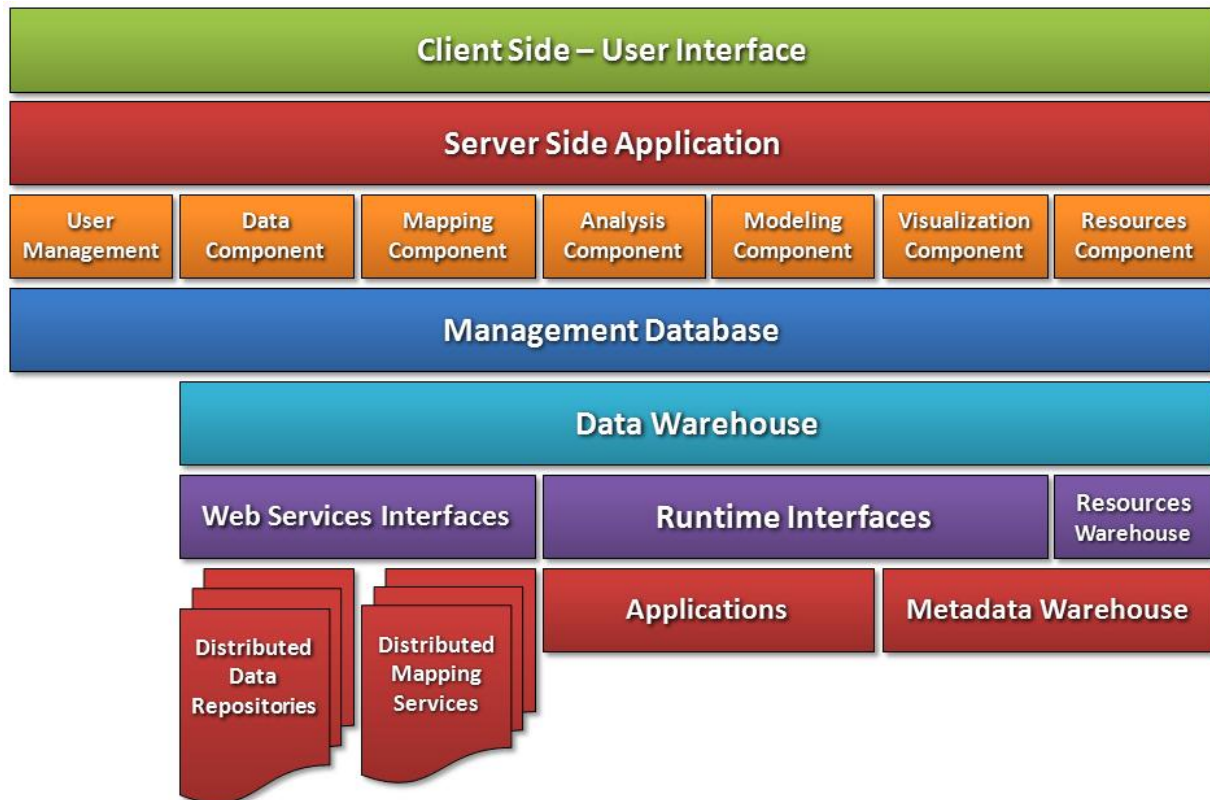 Client Side – User Interface
Server Side Application
User
Management
Data
Component
Mapping
Component
Analysis
Component
Modeling
Component
Visualization
Component
Resources
Component
Management Database
Data Warehouse
Web Services Interfaces
Runtime Interfaces
Resources
Warehouse
Distributed
Data
Repositories
Distributed
Mapping
Services
Applications
Metadata Warehouse